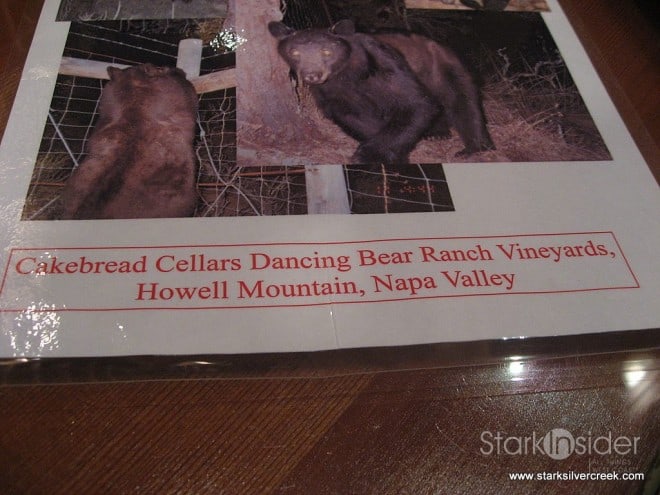 Cakebread Cellars Dancing Bear Ranch Vineyards,
Howell Mountain, Napa Valley
StarkInsider
www.starksilvercreek.com